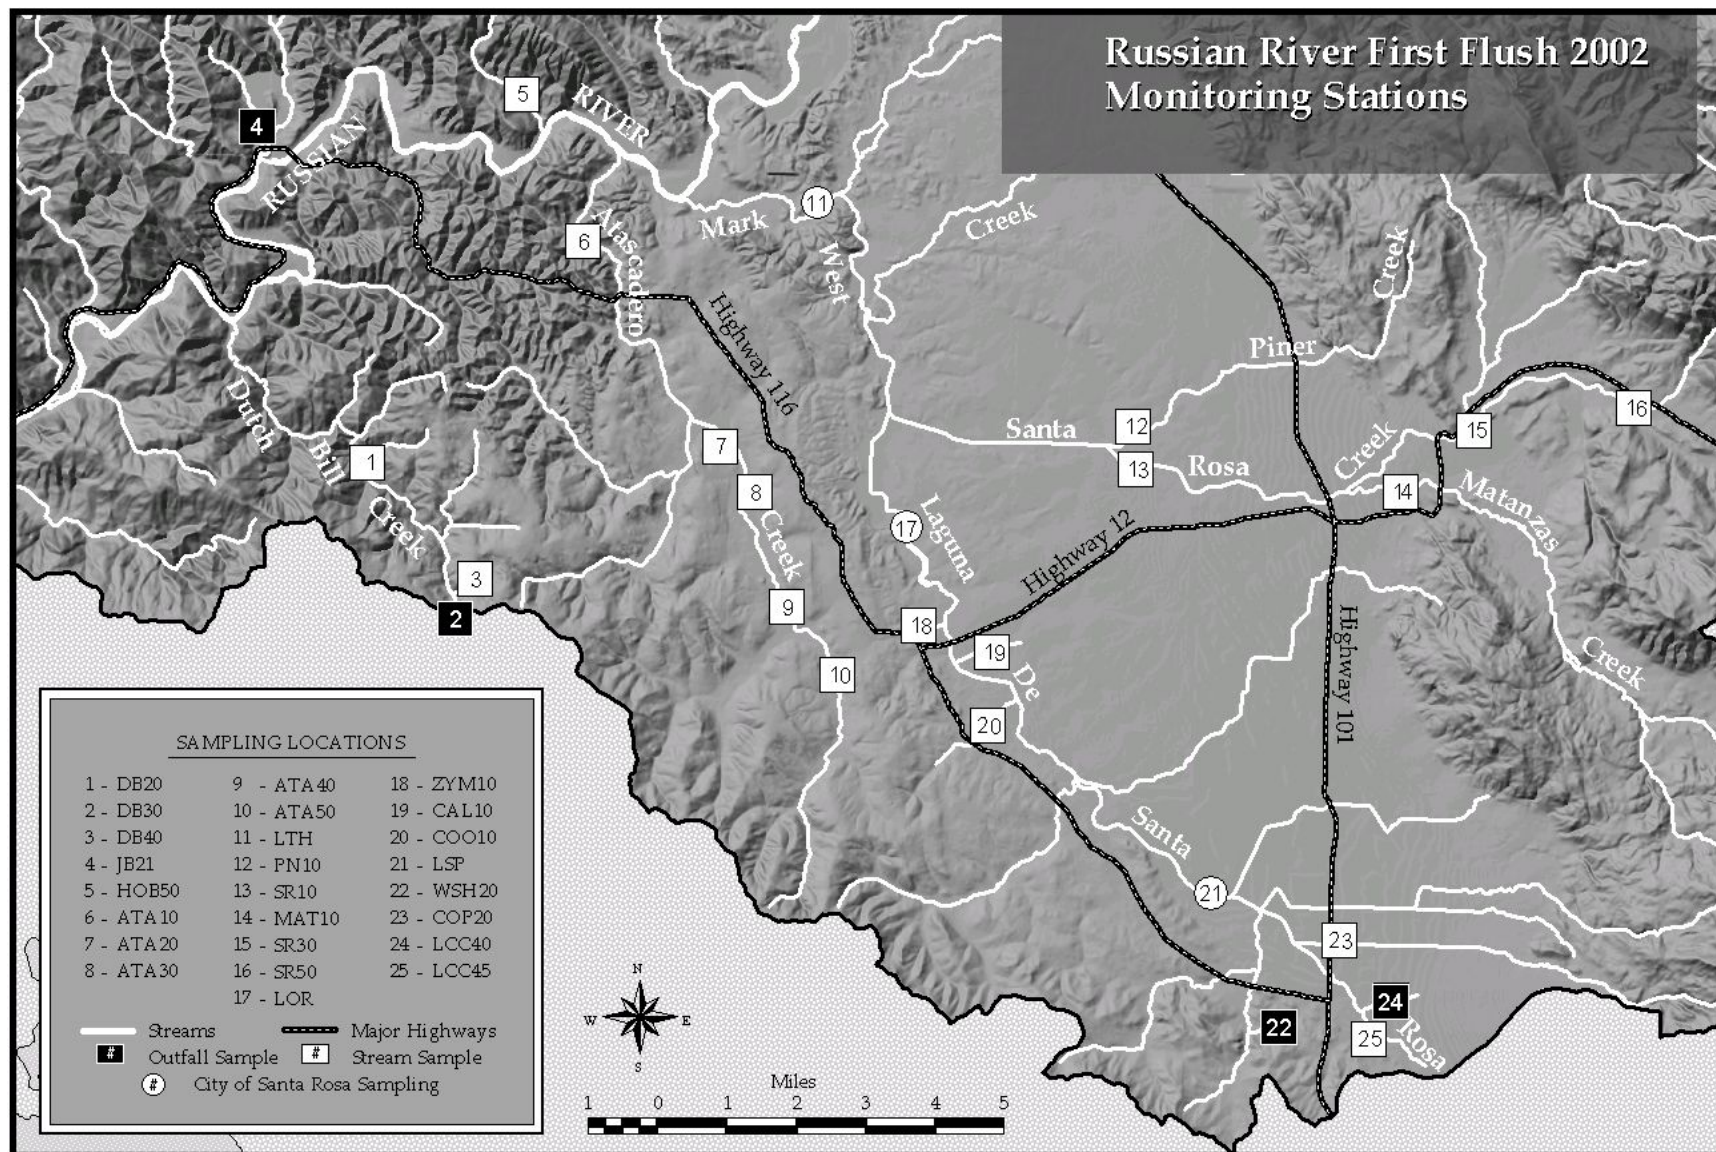 Russian River First Flush 2002
Monitoring Stations
4
5
RIVER
RUSSIAN
11
Mark
West
Creek
6
Atascadero
Highway 116
Creek
Piner
Dutch
Bill
Creek
1
7
8
Creek
Santa
12
13
Rosa
Creek
14
15
16
Matanzas
Creek
17
Laguna
Highway 12
3
2
9
10
18
19
De
20
Highway 101
Santa
21
23
24
22
25
Rosa
SAMPLING LOCATIONS
1 - DB20
2 - DB30
3 - DB40
4 - JB21
5 - HOB50
6 - ATA10
7 - ATA20
8 - ATA30
9 - ATA40
10 - ATA50
11 - LTH
12 - PN10
13 - SR10
14 - MAT10
15 - SR30
16 - SR50
17 - LOR
18 - ZYM10
19 - CAL10
20 - COO10
21 - LSP
22 - WSH20
23 - COP20
24 - LCC40
25 - LCC45
Streams
Major Highways
# Outfall Sample
# Stream Sample
# City of Santa Rosa Sampling
N
W E
S
Miles
1 0 1 2 3 4 5